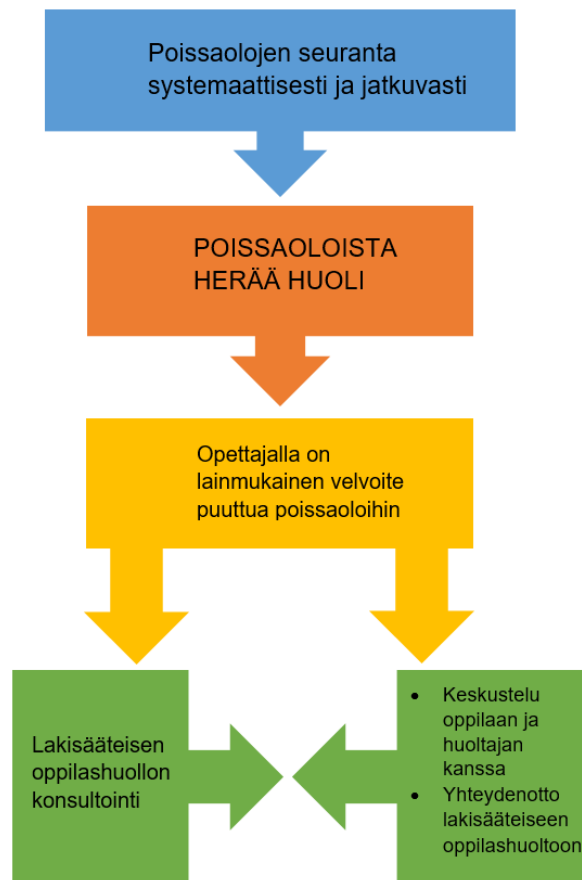 Poissaolojen seuranta
systemaattisesti ja jatkuvasti
POISSAOLOISTA
HERÄÄ HUOLI
Opettajalla on
lainmukainen velvoite
puuttua poissaoloihin
Lakisääteisen
oppilashuollon
konsultointi
• Keskustelu
oppilaan ja
huoltajan
kanssa
• Yhteydenotto
lakisääteiseen
oppilashuoltoon